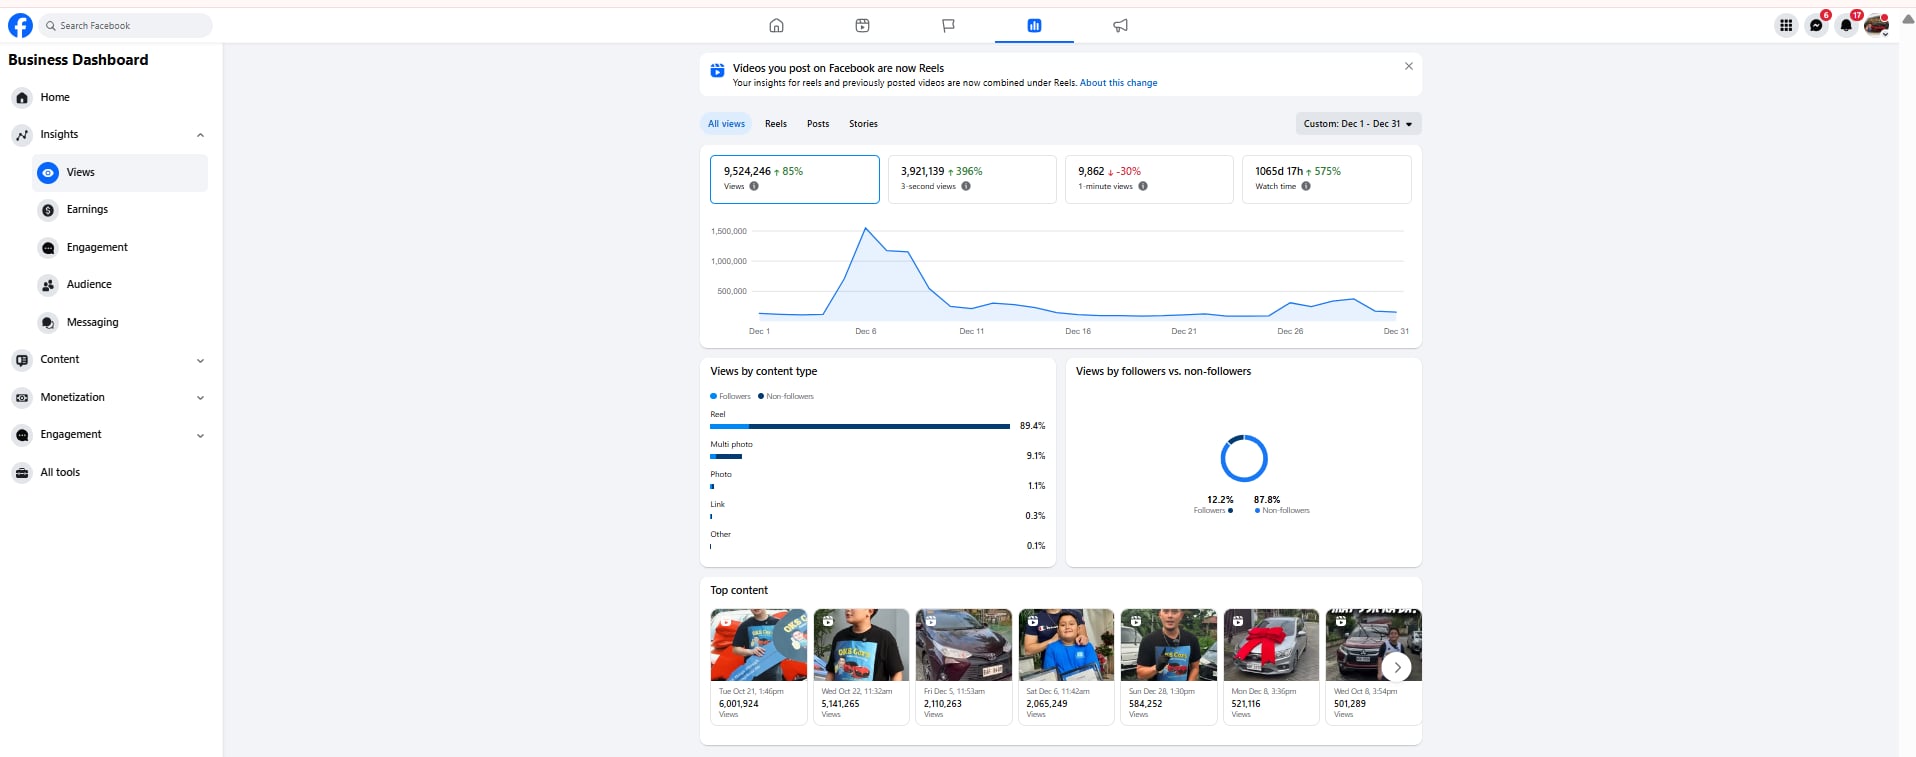 Search Facebook
6
17
Business Dashboard
Home
Insights
Views
Earnings
Engagement
Audience
Messaging
Content
Monetization
Engagement
All tools
Videos you post on Facebook are now Reels
Your insights for reels and previously posted videos are now combined under Reels. About this change
All views Reels Posts Stories
Custom: Dec 1 - Dec 31
9,524,246 ↑ 85%
Views
3,921,139 ↑ 396%
3-second views
9,862 ↓ -30%
1-minute views
1065d 17h ↑ 575%
Watch time
1,500,000
1,000,000
500,000
Dec 1 Dec 6 Dec 11 Dec 16 Dec 21 Dec 26 Dec 31
Views by content type
Followers Non-followers
Reel
89.4%
Multi photo
9.1%
Photo
1.1%
Link
0.3%
Other
0.1%
Views by followers vs. non-followers
12.2% 87.8%
Followers Non-followers
Top content
Tue Oct 21, 1:46pm
6,001,924
Views
Wed Oct 22, 11:32am
5,141,265
Views
Fri Dec 5, 11:53am
2,110,263
Views
Sat Dec 6, 11:42am
2,065,249
Views
Sun Dec 28, 1:30pm
584,252
Views
Mon Dec 8, 3:36pm
521,116
Views
Wed Oct 8, 3:54pm
501,289
Views